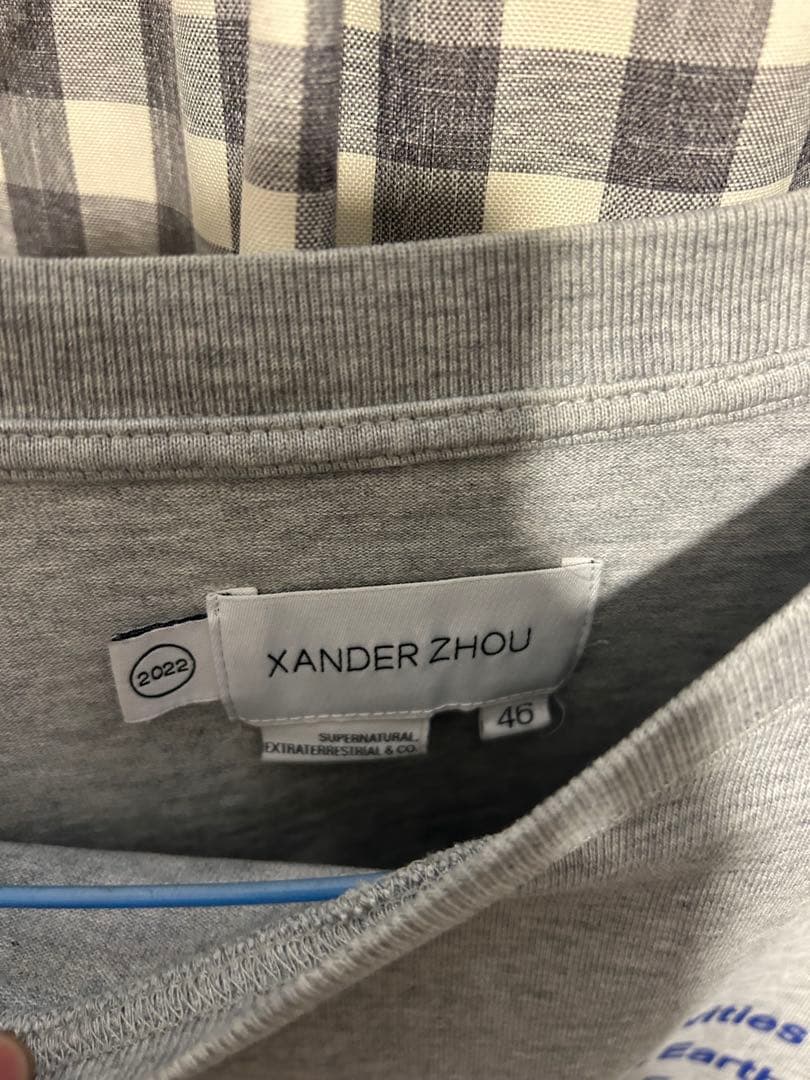 2022
XANDER ZHOU
46
SUPERNATURAL,
EXTRATERRESTRIAL & CO.
Earth